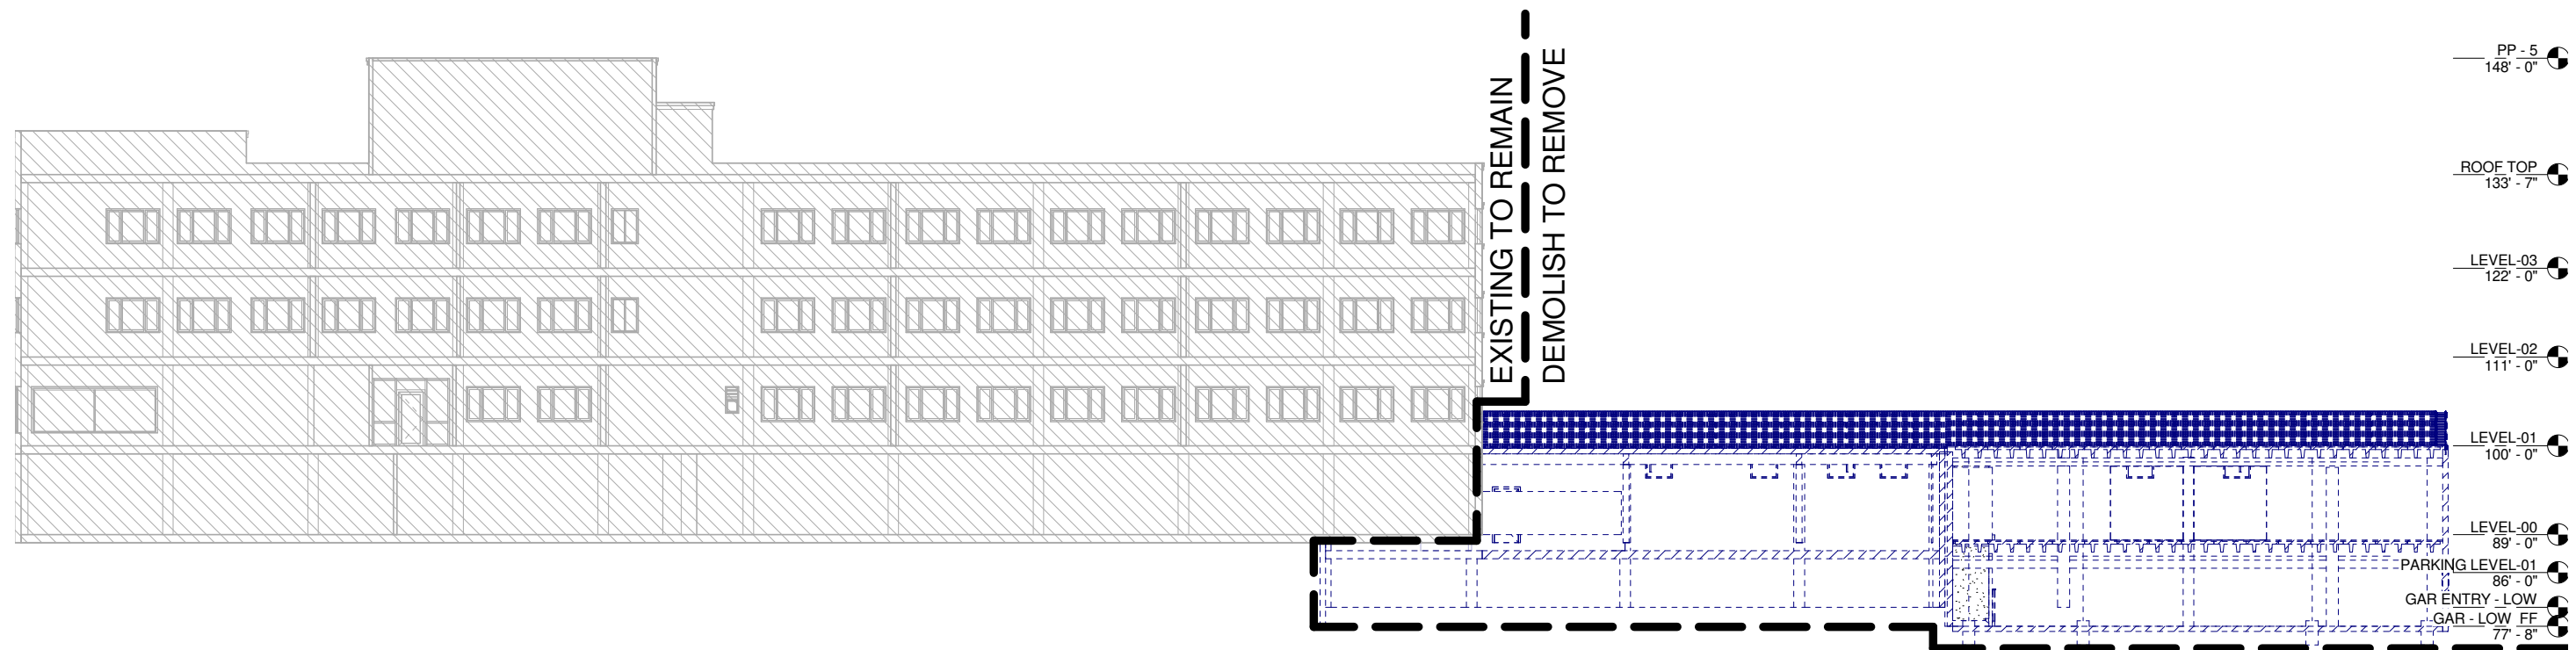 EXISTING TO REMAIN
DEMOLISH TO REMOVE
PP - 5
148' - 0"
ROOF TOP
133' - 7"
LEVEL-03
122' - 0"
LEVEL-02
111' - 0"
LEVEL-01
100' - 0"
LEVEL-00
89' - 0"
PARKING LEVEL-01
86' - 0"
GAR ENTRY - LOW
GAR - LOW FF
77' - 8"